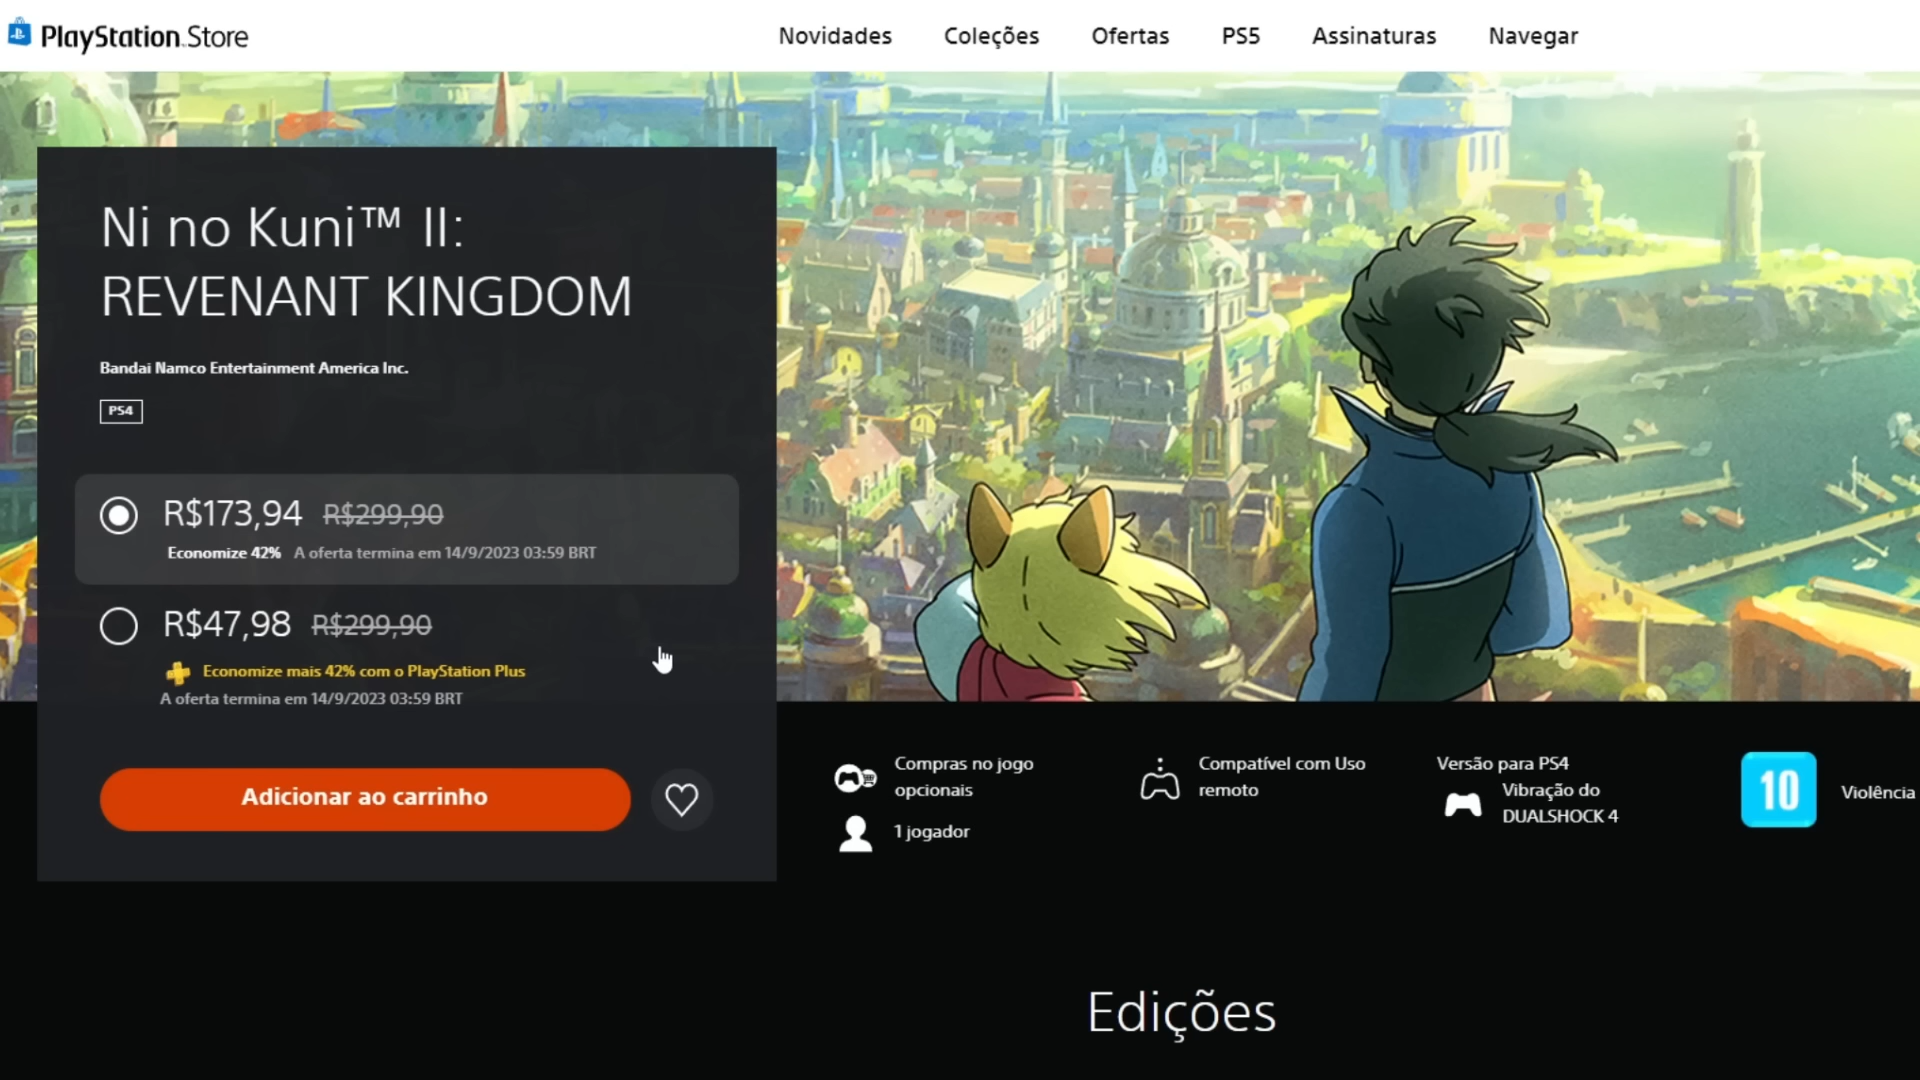 PlayStation Store
Novidades
Coleções
Ofertas
PS5
Assinaturas
Navegar
Ni no Kuni™ II:
REVENANT KINGDOM
Bandai Namco Entertainment America Inc.
PS4
R$173,94 R$299,90
Economize 42% A oferta termina em 14/9/2023 03:59 BRT
R$47,98 R$299,90
Economize mais 42% com o PlayStation Plus
A oferta termina em 14/9/2023 03:59 BRT
Adicionar ao carrinho
Compras no jogo
opcionais
1 jogador
Compatível com Uso
remoto
Versão para PS4
Vibração do
DUALSHOCK 4
10
Violência
Edições